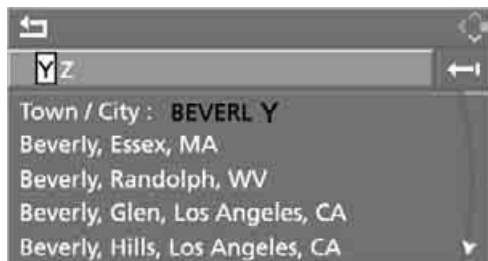 Y Z
Town / City : BEVERL Y
Beverly, Essex, MA
Beverly, Randolph, WV
Beverly, Glen, Los Angeles, CA
Beverly, Hills, Los Angeles, CA